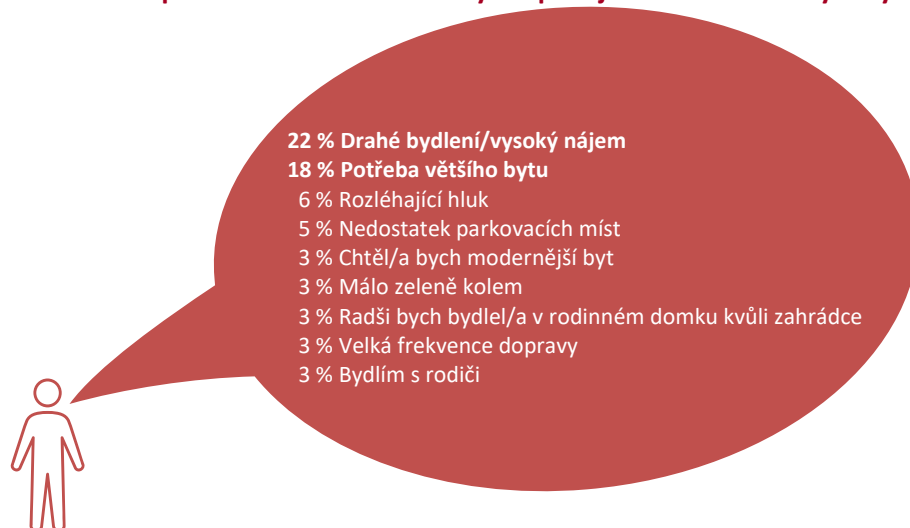 22 % Drahé bydlení/vysoký nájem
18 % Potřeba většího bytu
6 % Rozléhající hluk
5 % Nedostatek parkovacích míst
3 % Chtěl/a bych modernější byt
3 % Málo zeleně kolem
3 % Radši bych bydlel/a v rodinném domku kvůli zahrádce
3 % Velká frekvence dopravy
3 % Bydlím s rodiči